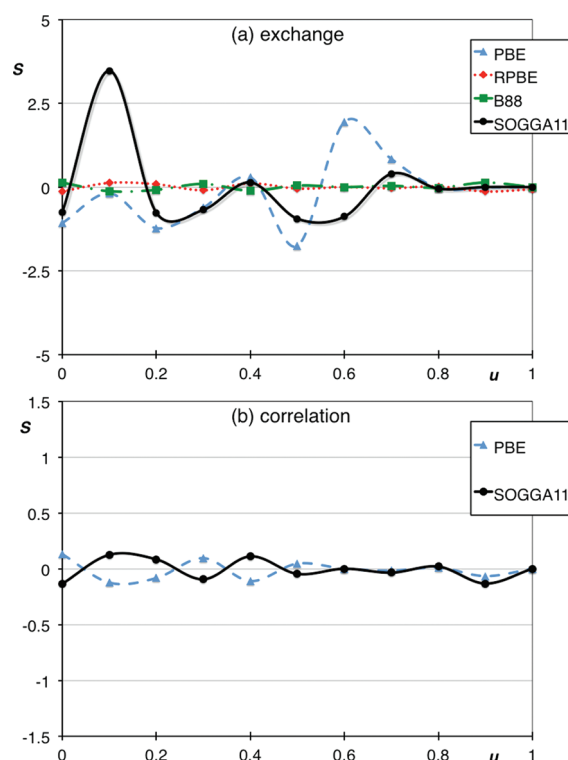 (a) exchange
S
5
2.5
0
-2.5
-5
PBE
RPBE
B88
SOGGA11
0 0.2 0.4 0.6 0.8 u 1
(b) correlation
S
1.5
1
0.5
0
-0.5
-1
-1.5
PBE
SOGGA11
0 0.2 0.4 0.6 0.8 u 1